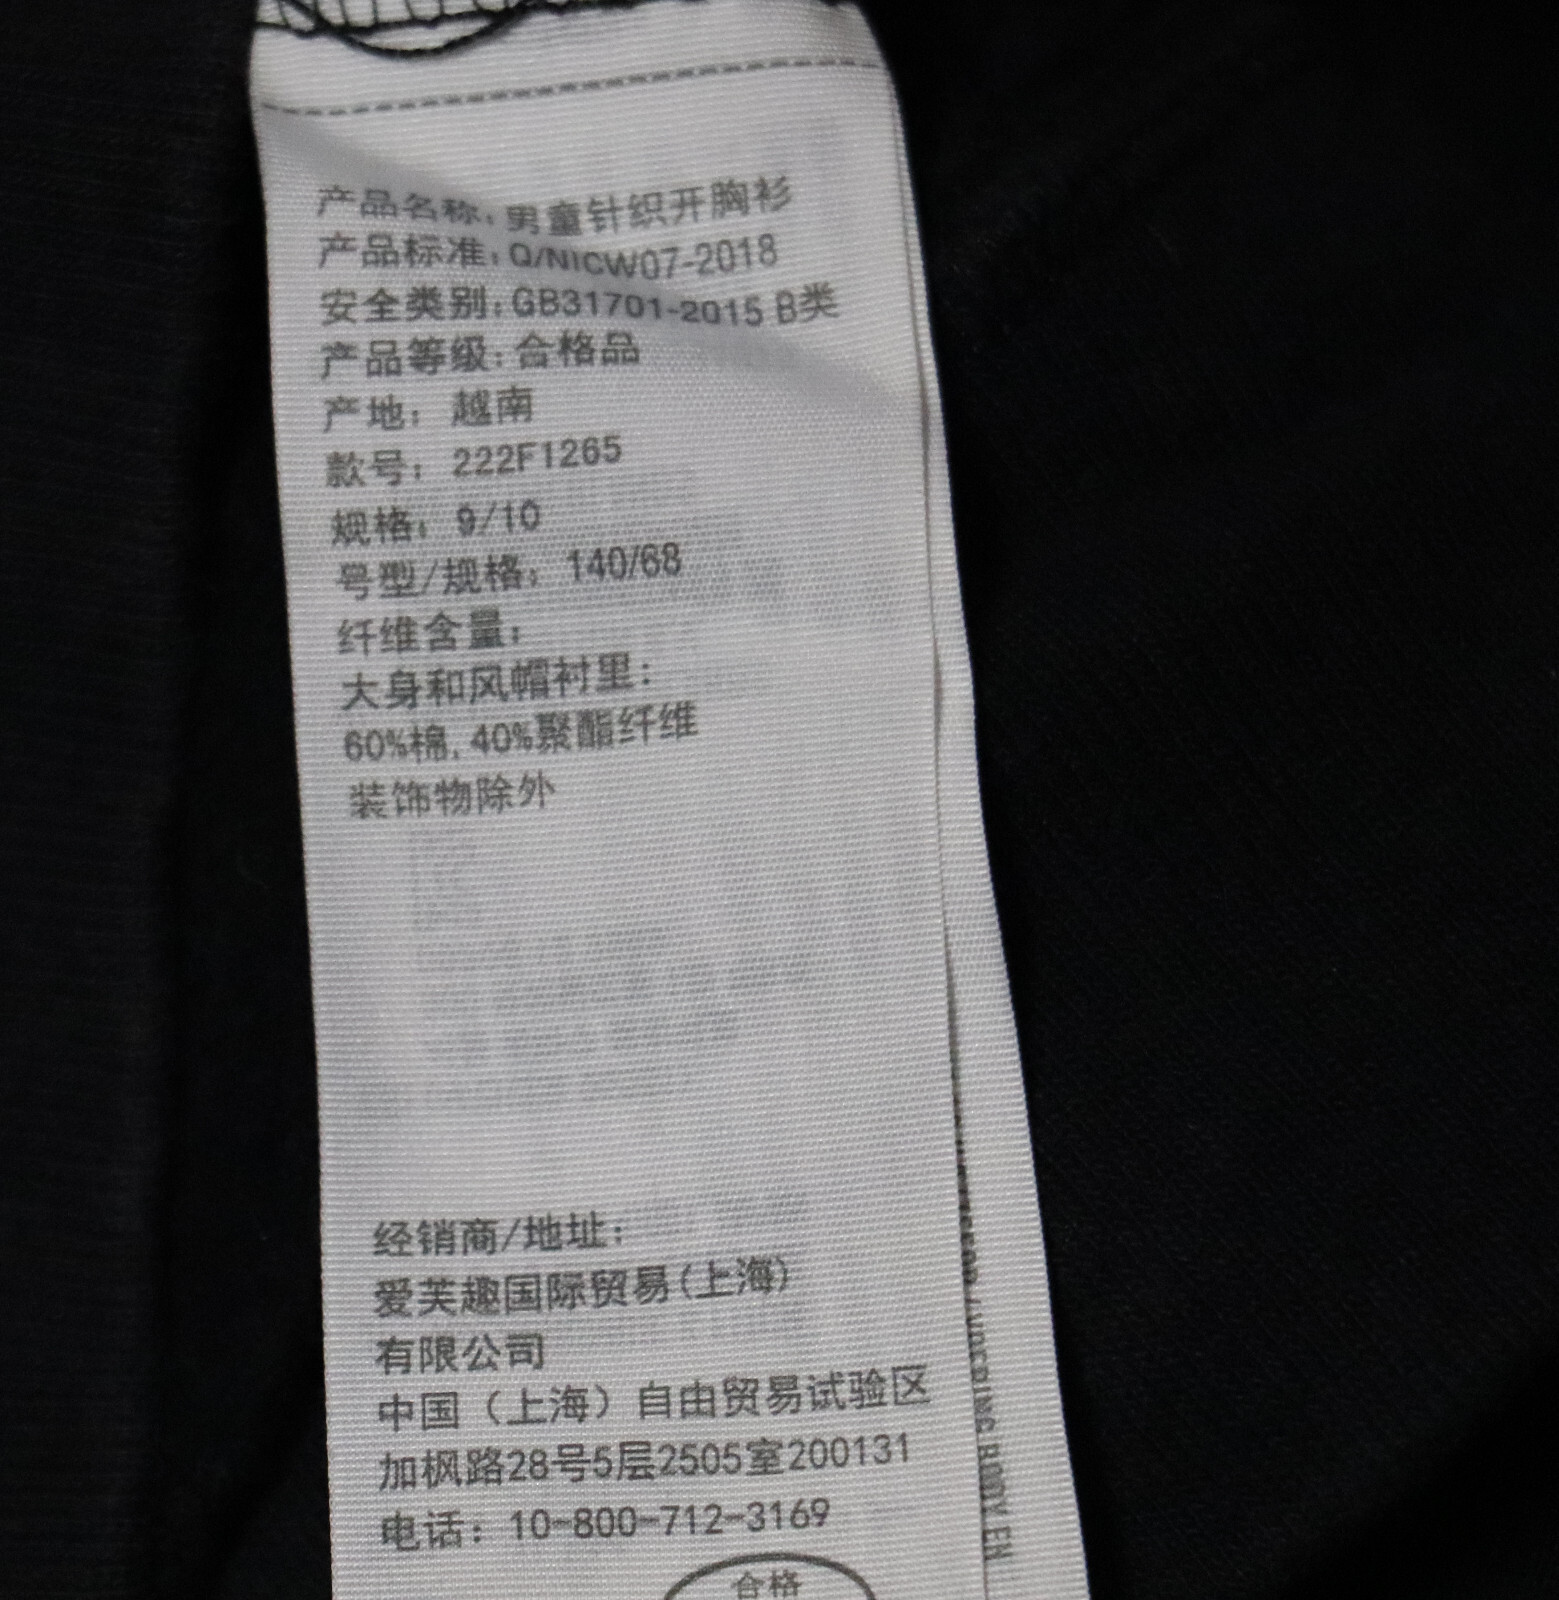 产品名称：男童针织开胸衫
产品标准：Q/NICW07-2018
安全类别：GB31701-2015 B类
产品等级：合格品
产地：越南
款号：222F1265
规格：9/10
号型/规格：140/68
纤维含量：
大身和风帽衬里：
60%棉, 40%聚酯纤维
装饰物除外
经销商/地址：
爱芙趣国际贸易(上海)
有限公司
中国（上海）自由贸易试验区
加枫路28号5层2505室200131
电话：10-800-712-3169
合格